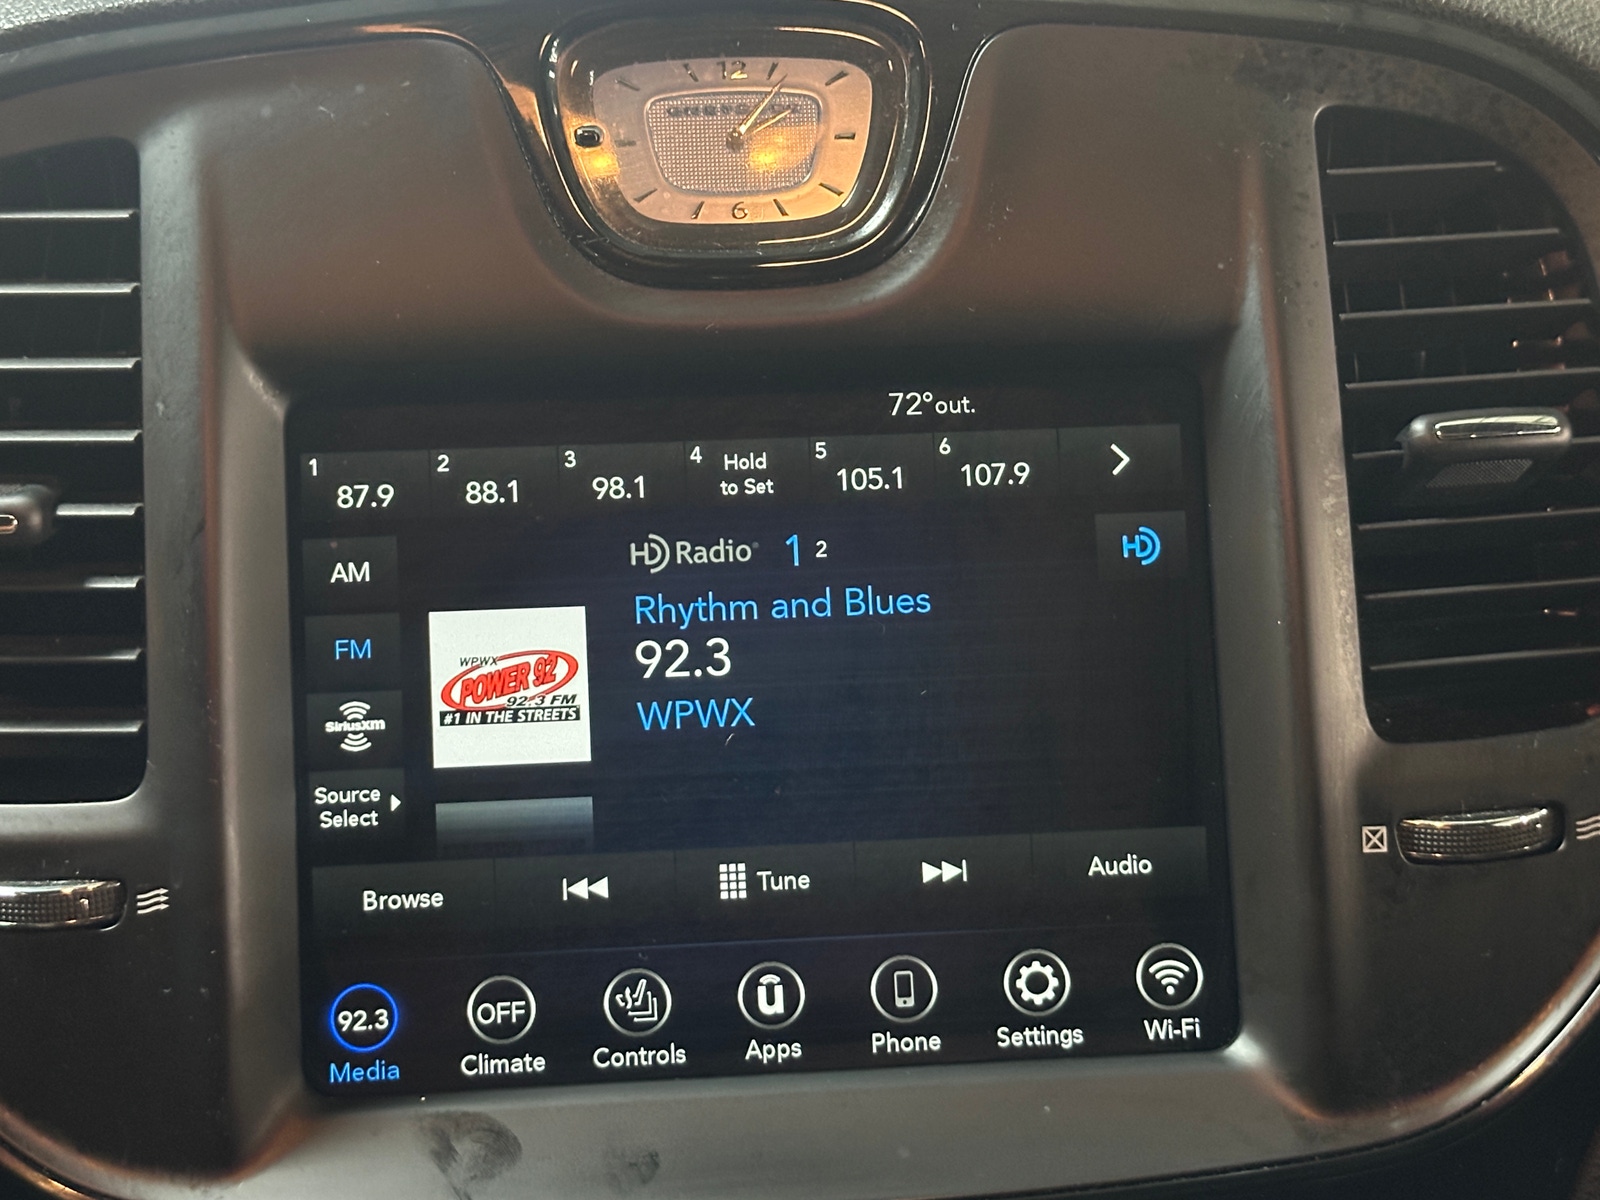 12
6
72° out.
1 87.9
2 88.1
3 98.1
4 Hold to Set
5 105.1
6 107.9
AM
HD Radio 1 2
HD
Rhythm and Blues
FM
92.3
WPWX
WPWX
POWER 92
92.3 FM
#1 IN THE STREETS
SiriusXm
Source
Select
Browse
Tune
Audio
92.3
OFF
Media
Climate
Controls
Apps
Phone
Settings
Wi-Fi